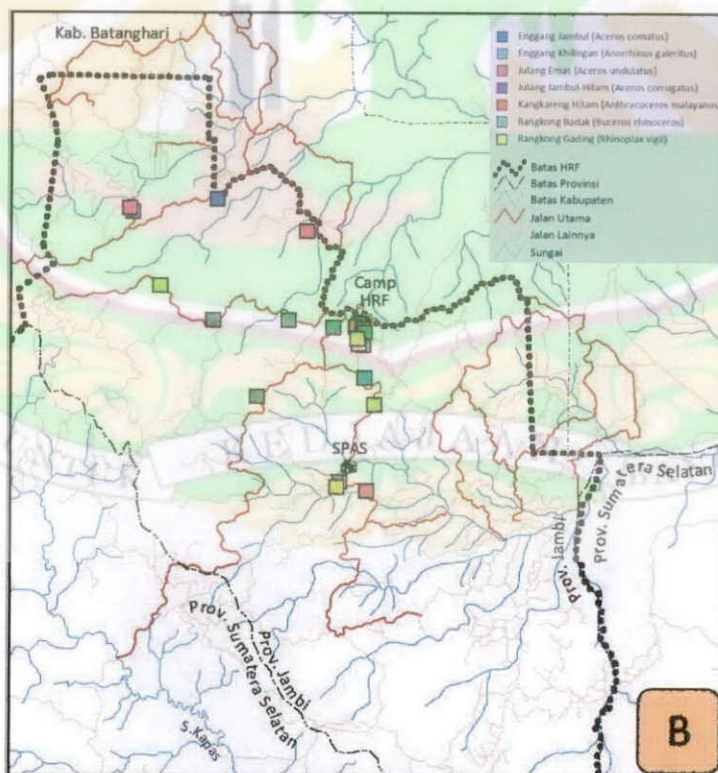 Kab. Batanghari
Enggang Jambul (Aceros comatus)
Enggang Khilingan (Anorrhinus galeritus)
Julang Emas (Aceros undulatus)
Julang Jambul-Hitam (Aceros corrugatus)
Kangkareng Hitam (Anthracoceros malayanus
Rangkong Badak (Buceros rhinoceros)
Rangkong Gading (Rhinoplax vigil)
Batas HRF
Batas Provinsi
Batas Kabupaten
Jalan Utama
Jalan Lainnya
Sungai
Camp
HRF
SPAS
Prov. Sumatera Selatan
Prov. Jambi
Prov. Jambi
Prov. Sumatera Selatan
S.Kapas
B